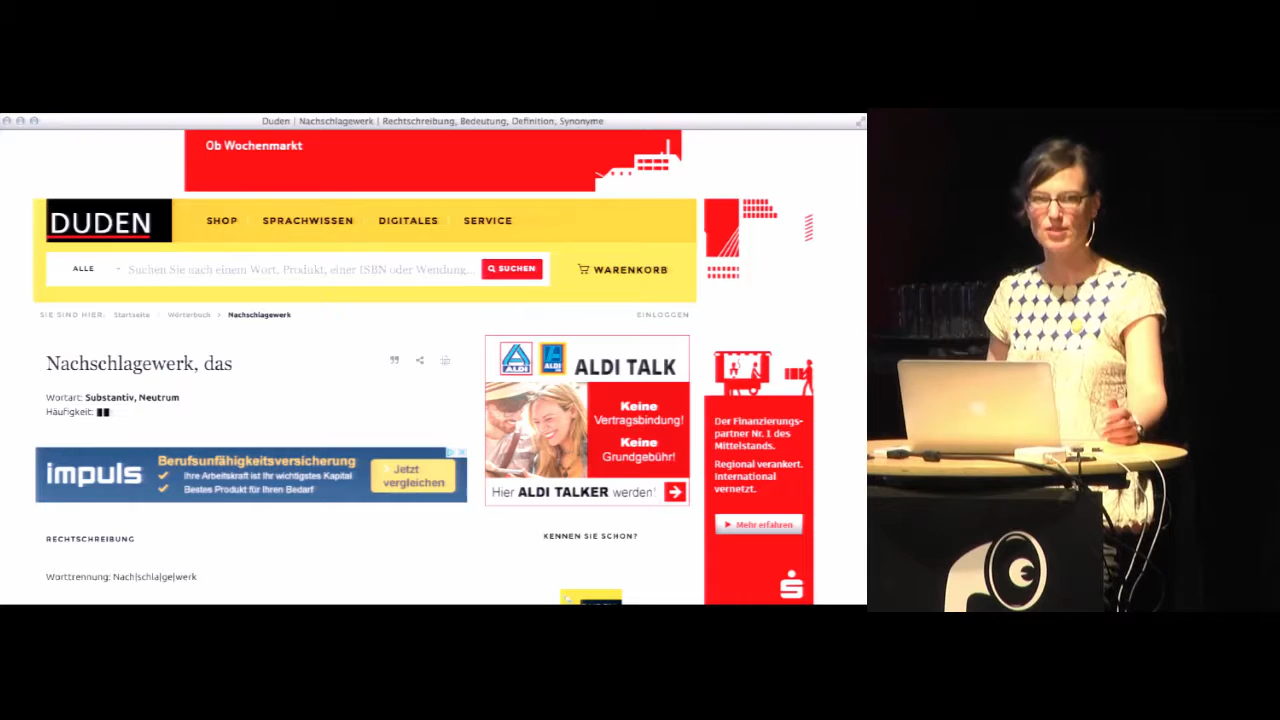 Duden | Nachschlagewerk | Rechtschreibung, Bedeutung, Definition, Synonyme
Ob Wochenmarkt
DUDEN
SHOP
SPRACHWISSEN
DIGITALES
SERVICE
ALLE
Suchen Sie nach einem Wort, Produkt, einer ISBN oder Wendung...
SUCHEN
WARENKORB
SIE SIND HIER: Startseite Wörterbuch › Nachschlagewerk
EINLOGGEN
Nachschlagewerk, das
Wortart: Substantiv, Neutrum
Häufigkeit:
impuls
Berufsunfähigkeitsversicherung
Ihre Arbeitskraft ist Ihr wichtigstes Kapital
Bestes Produkt für Ihren Bedarf
Jetzt
vergleichen
RECHTSCHREIBUNG
Worttrennung: Nach|schla|ge|werk
ALDI
ALDI TALK
Keine
Vertragsbindung!
Keine
Grundgebühr!
Hier ALDI TALKER werden!
KENNEN SIE SCHON?
Der Finanzierungs-
partner Nr. 1 des
Mittelstands.
Regional verankert.
International
vernetzt.
Mehr erfahren